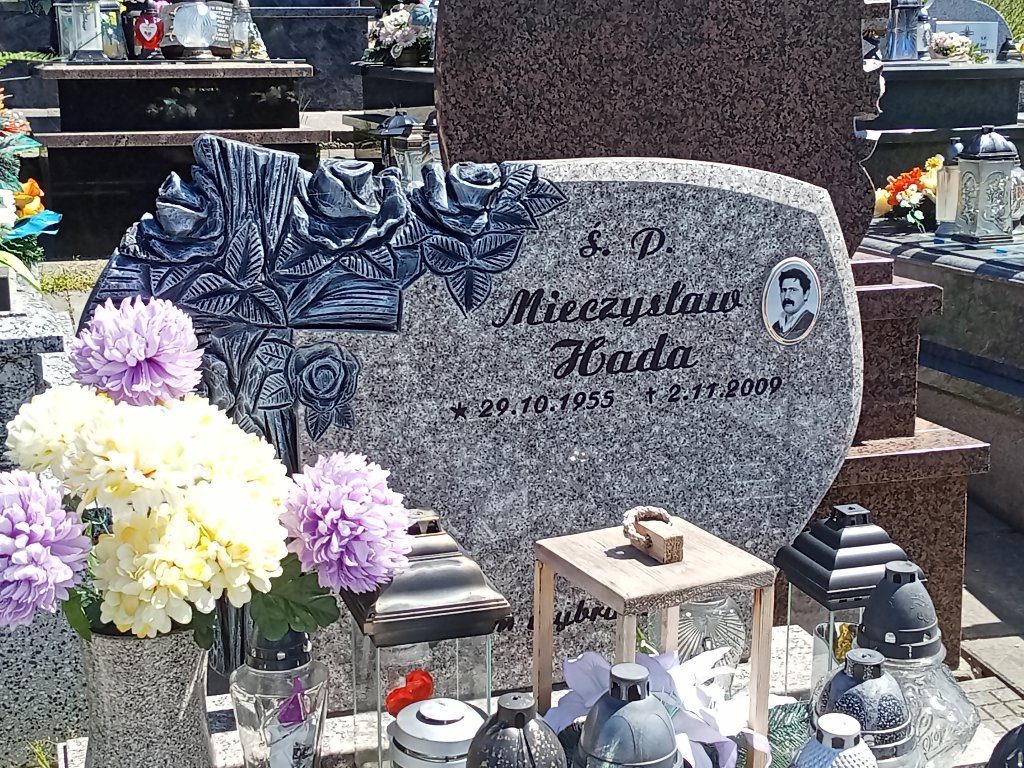 Ś. P.
Mieczysław
Hada
★ 29.10.1955 † 2.11.2009